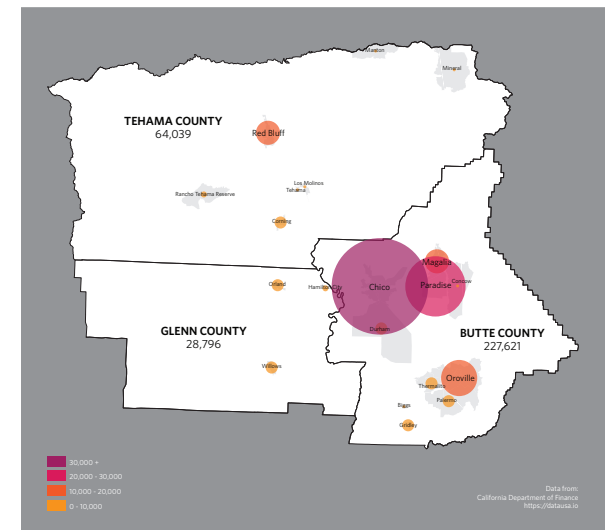 Manton
Mineral
TEHAMA COUNTY
64,039
Red Bluff
Los Molinos
Tehama
Rancho Tehama Reserve
Corning
Magalia
Orland
Hamilton City
Chico
Paradise
Concow
Durham
GLENN COUNTY
28,796
BUTTE COUNTY
227,621
Willows
Oroville
Thermalito
Palermo
Biggs
Gridley
30,000 +
20,000 - 30,000
10,000 - 20,000
0 - 10,000
Data from:
California Department of Finance
https://datausa.io